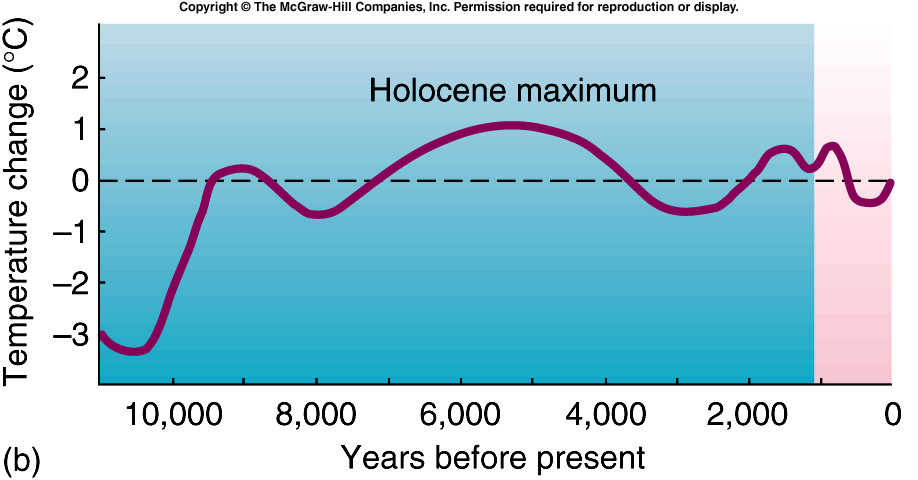 Copyright © The McGraw-Hill Companies, Inc. Permission required for reproduction or display.
Temperature change (°C)
2
1
0
–1
–2
–3
Holocene maximum
10,000 8,000 6,000 4,000 2,000 0
Years before present
(b)